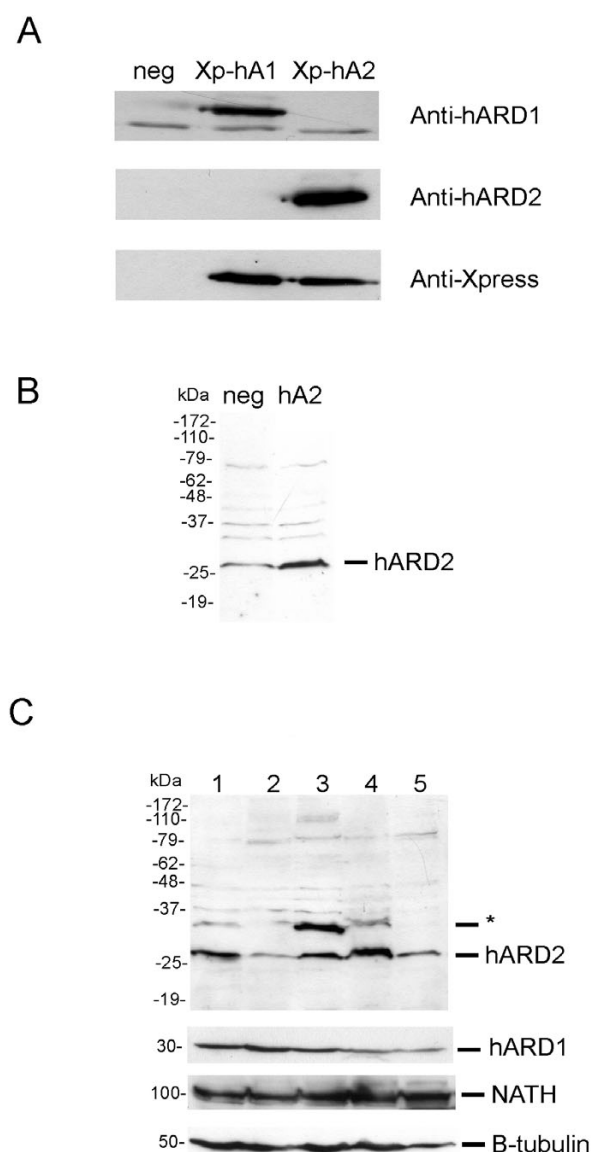 A
neg Xp-hA1 Xp-hA2
Anti-hARD1
Anti-hARD2
Anti-Xpress
B
kDa neg hA2
-172-
-110-
-79-
-62-
-48-
-37-
-25-
-19-
hARD2
C
kDa 1 2 3 4 5
-172-
-110-
-79-
-62-
-48-
-37-
*
hARD2
-25-
-19-
30- hARD1
100- NATH
50- B-tubulin